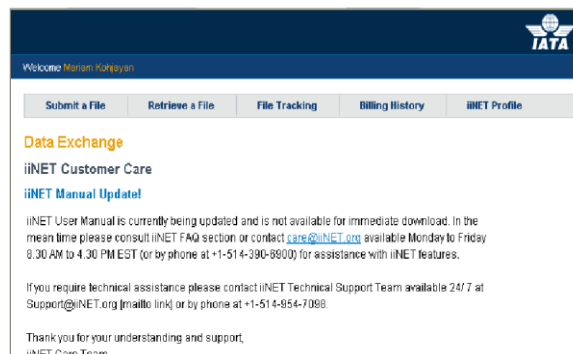 IATA
Welcome Mariam Kohjayan
Submit a File
Retrieve a File
File Tracking
Billing History
iiNET Profile
Data Exchange
iiNET Customer Care
iiNET Manual Update!
iiNET User Manual is currently being updated and is not available for immediate download. In the
mean time please consult iiNET FAQ section or contact care@iiNET.org available Monday to Friday
8.30 AM to 4.30 PM EST (or by phone at +1-514-390-6900) for assistance with iiNET features.
If you require technical assistance please contact iiNET Technical Support Team available 24/7 at
Support@iiNET.org [mailto link] or by phone at +1-514-954-7098.
Thank you for your understanding and support,
iiNET Care Team